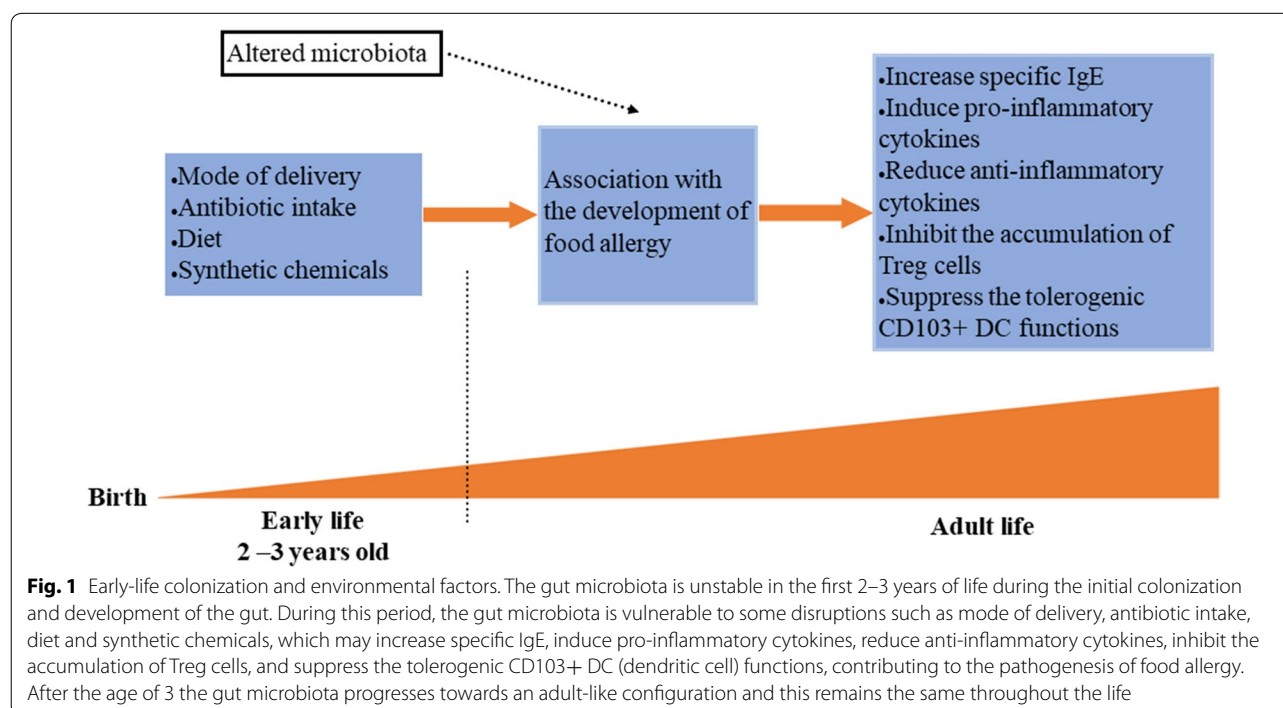 Altered microbiota
•Mode of delivery
•Antibiotic intake
•Diet
•Synthetic chemicals
Association with
the development of
food allergy
•Increase specific IgE
•Induce pro-inflammatory
cytokines
•Reduce anti-inflammatory
cytokines
•Inhibit the accumulation of
Treg cells
•Suppress the tolerogenic
CD103+ DC functions
Birth
Early life
2 –3 years old
Adult life
Fig. 1 Early-life colonization and environmental factors. The gut microbiota is unstable in the first 2–3 years of life during the initial colonization
and development of the gut. During this period, the gut microbiota is vulnerable to some disruptions such as mode of delivery, antibiotic intake,
diet and synthetic chemicals, which may increase specific IgE, induce pro-inflammatory cytokines, reduce anti-inflammatory cytokines, inhibit the
accumulation of Treg cells, and suppress the tolerogenic CD103+ DC (dendritic cell) functions, contributing to the pathogenesis of food allergy.
After the age of 3 the gut microbiota progresses towards an adult-like configuration and this remains the same throughout the life